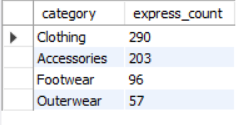 category express_count
Clothing 290
Accessories 203
Footwear 96
Outerwear 57